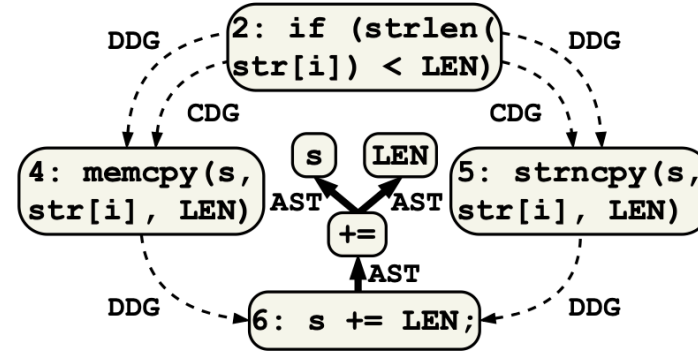 2: if (strlen(
str[i]) < LEN)
DDG
DDG
CDG
CDG
4: memcpy(s,
str[i], LEN)
s
LEN
5: strncpy(s,
str[i], LEN)
AST
AST
+=
AST
DDG
DDG
6: s += LEN;